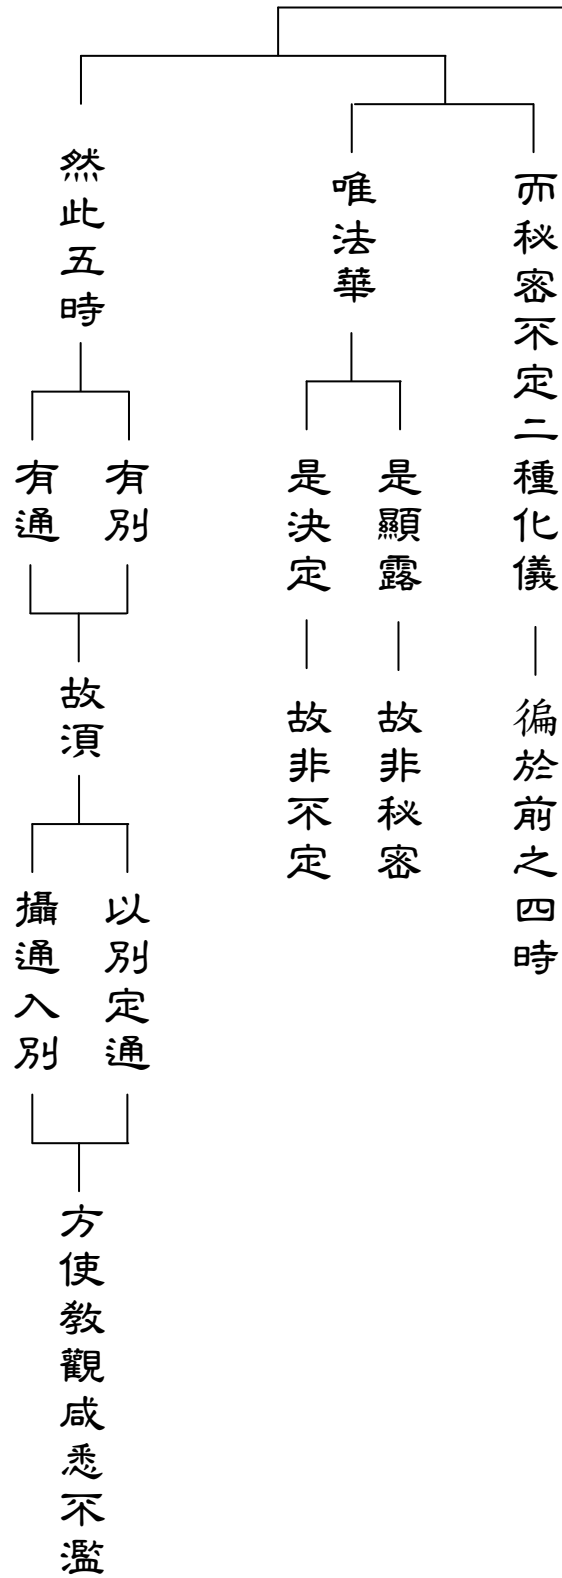 而秘密不定二種化儀
徧於前之四時
唯法華
是顯露
故非秘密
是決定
故非不定
然此五時
有別
有通
故須
以別定通
攝通入別
方使教觀咸悉不濫